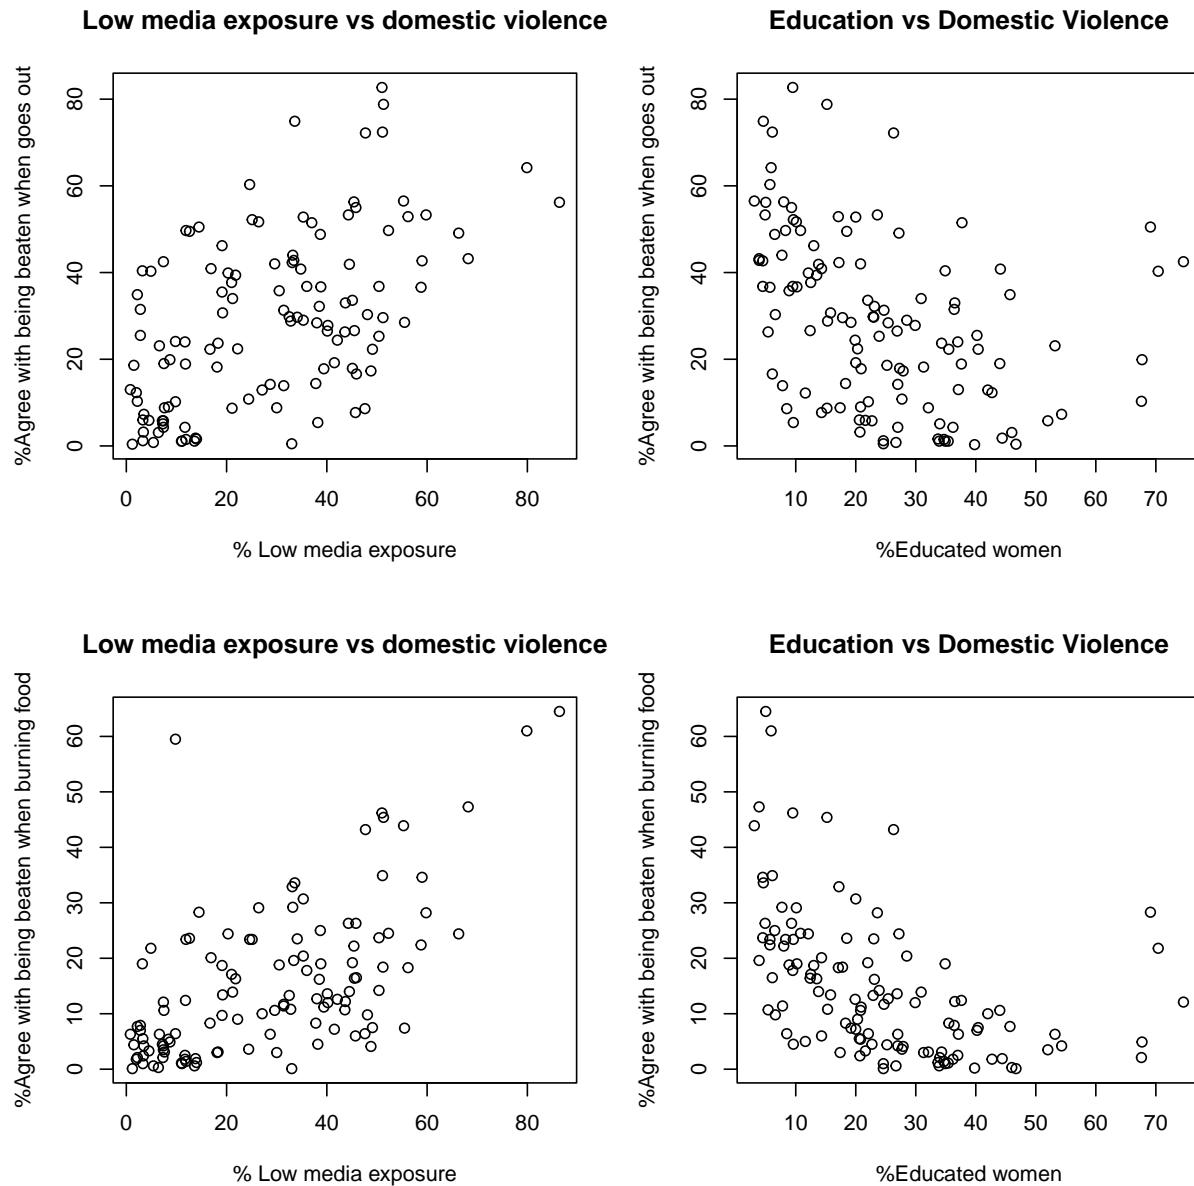 Low media exposure vs domestic violence
%Agree with being beaten when goes out
80
60
40
20
0
0 20 40 60 80
% Low media exposure
Education vs Domestic Violence
%Agree with being beaten when goes out
80
60
40
20
0
10 20 30 40 50 60 70
%Educated women
Low media exposure vs domestic violence
%Agree with being beaten when burning food
60
50
40
30
20
10
0
0 20 40 60 80
% Low media exposure
Education vs Domestic Violence
%Agree with being beaten when burning food
60
50
40
30
20
10
0
10 20 30 40 50 60 70
%Educated women